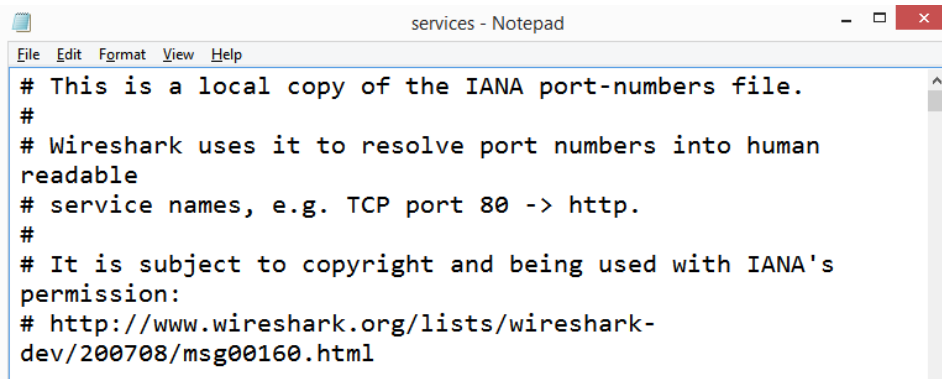 services - Notepad
File Edit Format View Help
# This is a local copy of the IANA port-numbers file.
#
# Wireshark uses it to resolve port numbers into human
readable
# service names, e.g. TCP port 80 -> http.
#
# It is subject to copyright and being used with IANA's
permission:
# http://www.wireshark.org/lists/wireshark-
dev/200708/msg00160.html